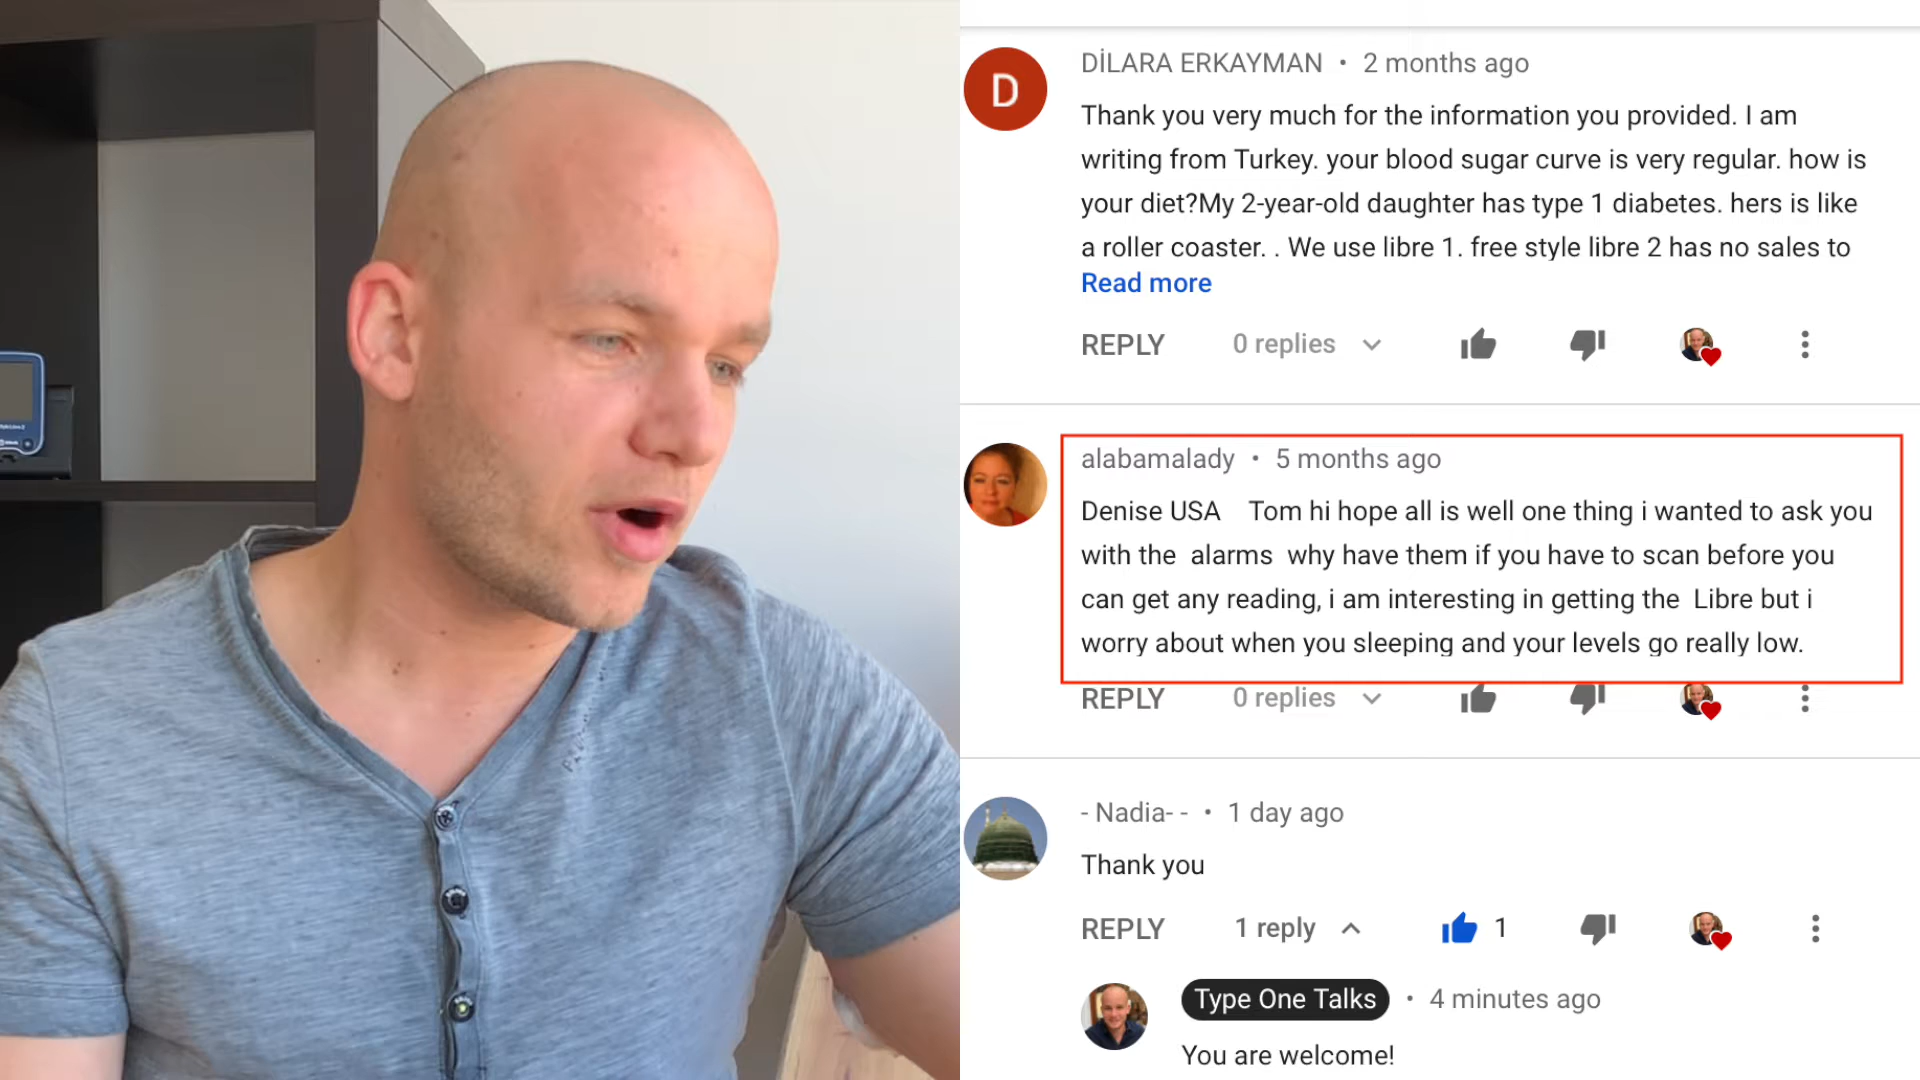 DİLARA ERKAYMAN • 2 months ago
D
Thank you very much for the information you provided. I am
writing from Turkey. your blood sugar curve is very regular. how is
your diet?My 2-year-old daughter has type 1 diabetes. hers is like
a roller coaster. . We use libre 1. free style libre 2 has no sales to
Read more
REPLY 0 replies
alabamalady • 5 months ago
Denise USA Tom hi hope all is well one thing i wanted to ask you
with the alarms why have them if you have to scan before you
can get any reading, i am interesting in getting the Libre but i
worry about when you sleeping and your levels go really low.
REPLY 0 replies
- Nadia- - • 1 day ago
Thank you
REPLY 1 reply 1
Type One Talks • 4 minutes ago
You are welcome!